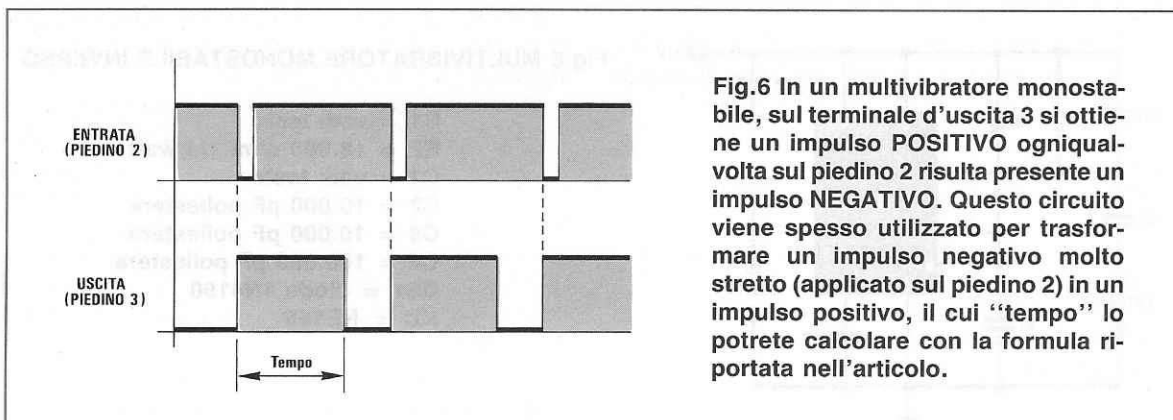 ENTRATA
(PIEDINO 2)
USCITA
(PIEDINO 3)
Tempo
Fig.6 In un multivibratore monosta-
bile, sul terminale d'uscita 3 si ottie-
ne un impulso POSITIVO ogniqual-
volta sul piedino 2 risulta presente un
impulso NEGATIVO. Questo circuito
viene spesso utilizzato per trasfor-
mare un impulso negativo molto
stretto (applicato sul piedino 2) in un
impulso positivo, il cui "tempo" lo
potrete calcolare con la formula ri-
portata nell'articolo.